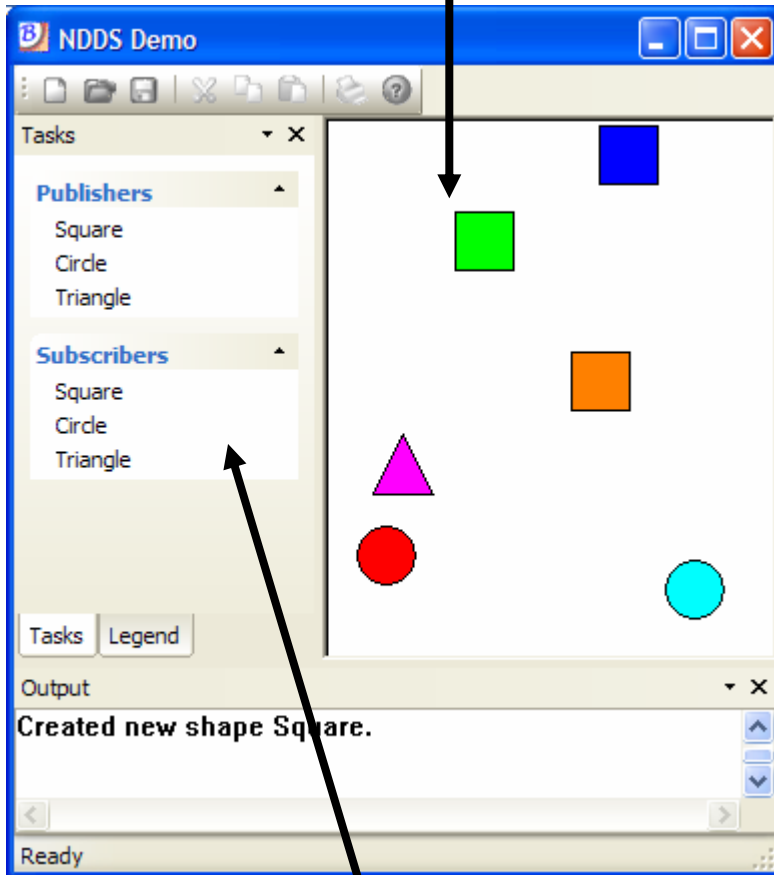 NDDS Demo
Tasks
Publishers
Square
Circle
Triangle
Subscribers
Square
Circle
Triangle
Tasks Legend
Output
Created new shape Square.
Ready